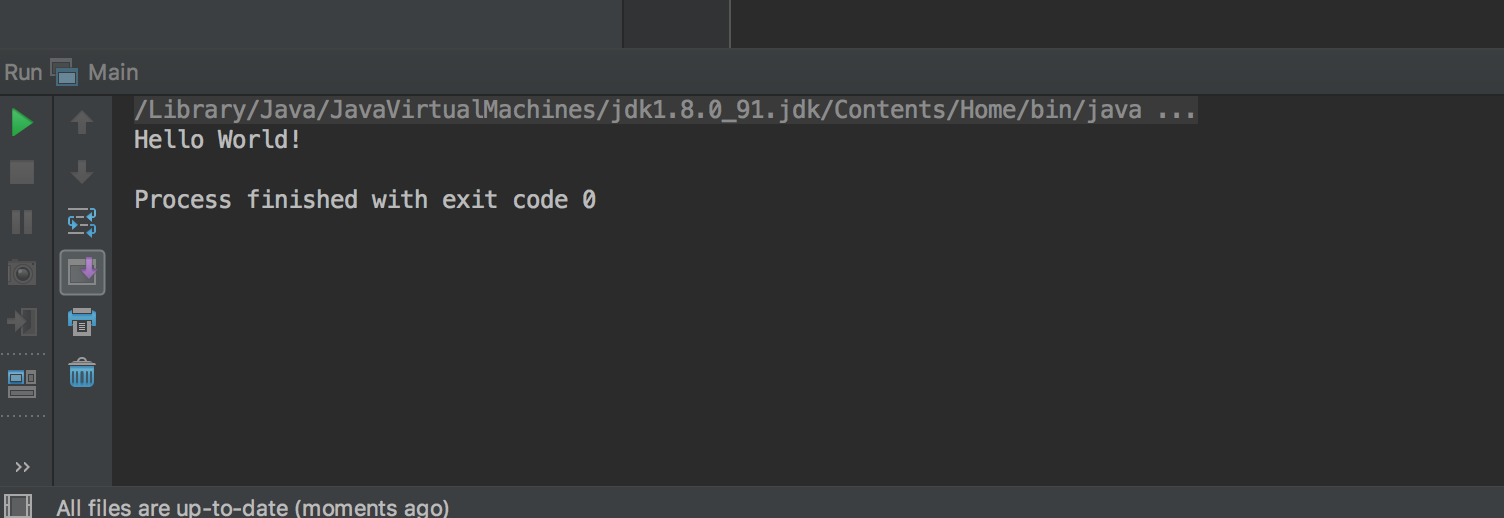 Run Main
/Library/Java/JavaVirtualMachines/jdk1.8.0_91.jdk/Contents/Home/bin/java ...
Hello World!
Process finished with exit code 0
All files are up-to-date (moments ago)